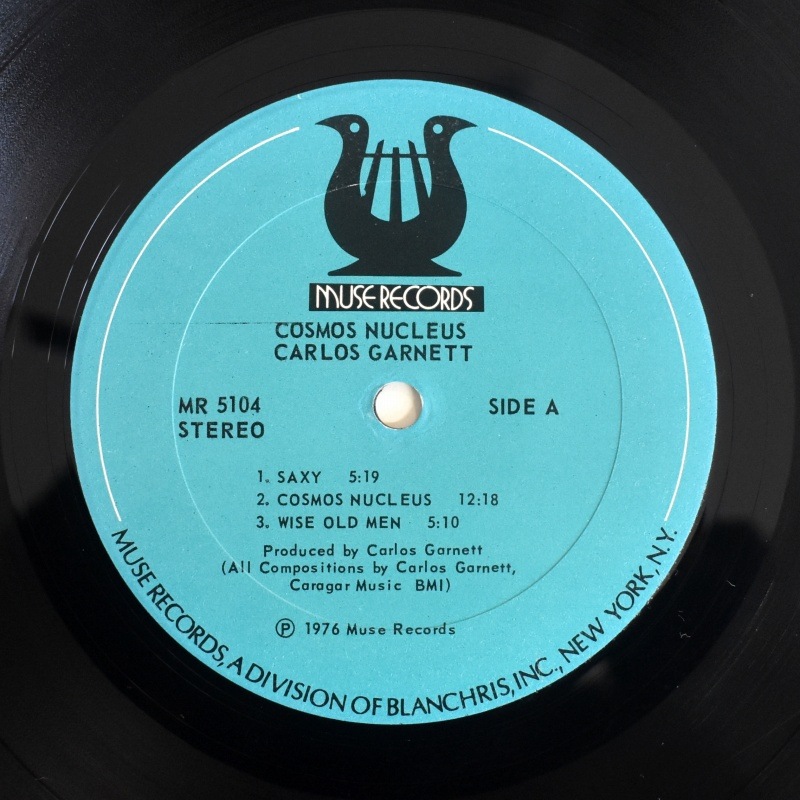 MUSE RECORDS
COSMOS NUCLEUS
CARLOS GARNETT
MR 5104
STEREO
SIDE A
1. SAXY 5:19
2. COSMOS NUCLEUS 12:18
3. WISE OLD MEN 5:10
Produced by Carlos Garnett
(All Compositions by Carlos Garnett,
Caragar Music BMI)
℗ 1976 Muse Records
MUSE RECORDS, A DIVISION OF BLANCHRIS, INC., NEW YORK, N.Y.